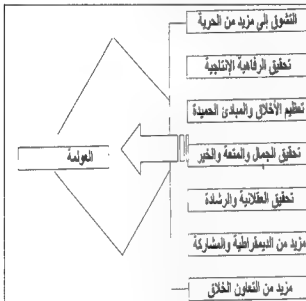 التشوق إلى مزيد من الحرية
تحقيق الرفاهية الإنتاجية
تعظيم الأخلاق والمبادئ الحميدة
تحقيق الجمال والمتعة والخير
العولمة
تحقيق العقلانية والرشادة
مزيد من الديمقراطية والمشاركة
مزيد من التعاون الخلاق